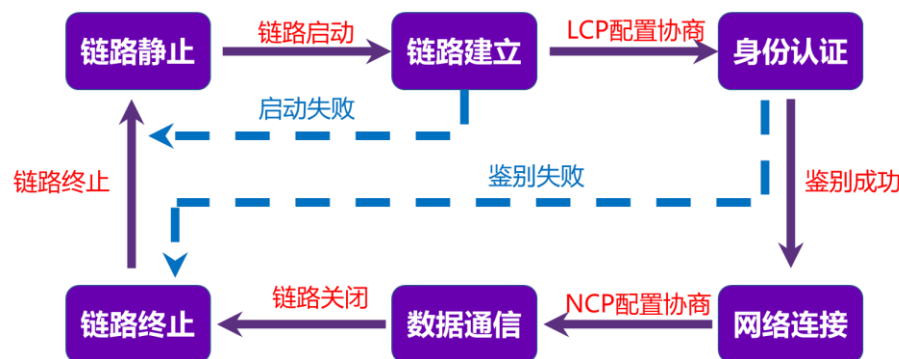 链路静止
链路启动
链路建立
LCP配置协商
身份认证
启动失败
链路终止
鉴别失败
鉴别成功
链路终止
链路关闭
数据通信
NCP配置协商
网络连接